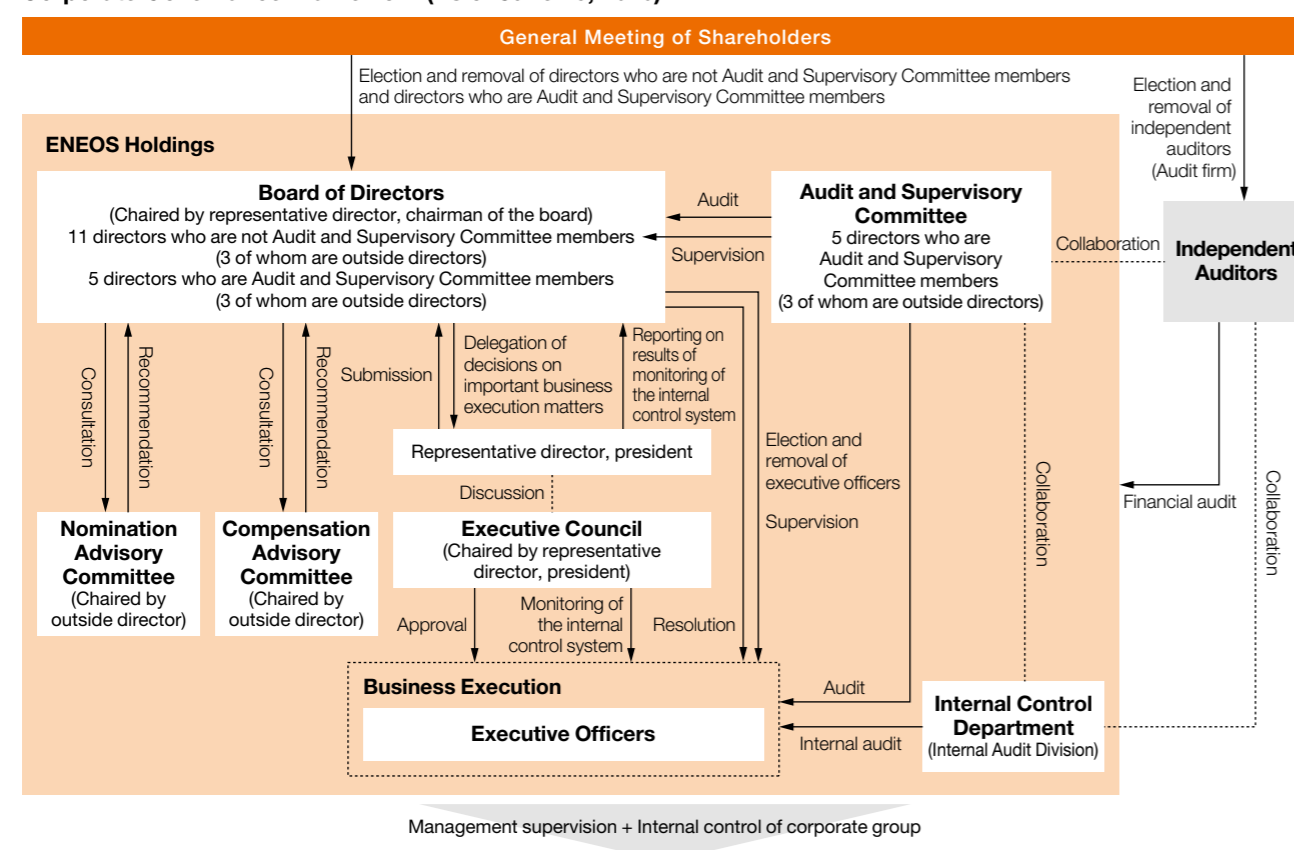 General Meeting of Shareholders
Election and removal of directors who are not Audit and Supervisory Committee members
and directors who are Audit and Supervisory Committee members
Election and
removal of
independent
auditors
(Audit firm)
ENEOS Holdings
Board of Directors
(Chaired by representative director, chairman of the board)
11 directors who are not Audit and Supervisory Committee members
(3 of whom are outside directors)
5 directors who are Audit and Supervisory Committee members
(3 of whom are outside directors)
Audit
Supervision
Audit and Supervisory
Committee
5 directors who are
Audit and Supervisory
Committee members
(3 of whom are outside directors)
Collaboration
Independent
Auditors
Consultation
Recommendation
Consultation
Recommendation
Submission
Delegation of
decisions on
important business
execution matters
Reporting on
results of
monitoring of
the internal
control system
Representative director, president
Discussion
Election and
removal of
executive officers
Supervision
Collaboration
Financial audit
Collaboration
Nomination
Advisory
Committee
(Chaired by
outside director)
Compensation
Advisory
Committee
(Chaired by
outside director)
Executive Council
(Chaired by representative
director, president)
Approval
Monitoring of
the internal
control system
Resolution
Business Execution
Executive Officers
Audit
Internal audit
Internal Control
Department
(Internal Audit Division)
Management supervision + Internal control of corporate group